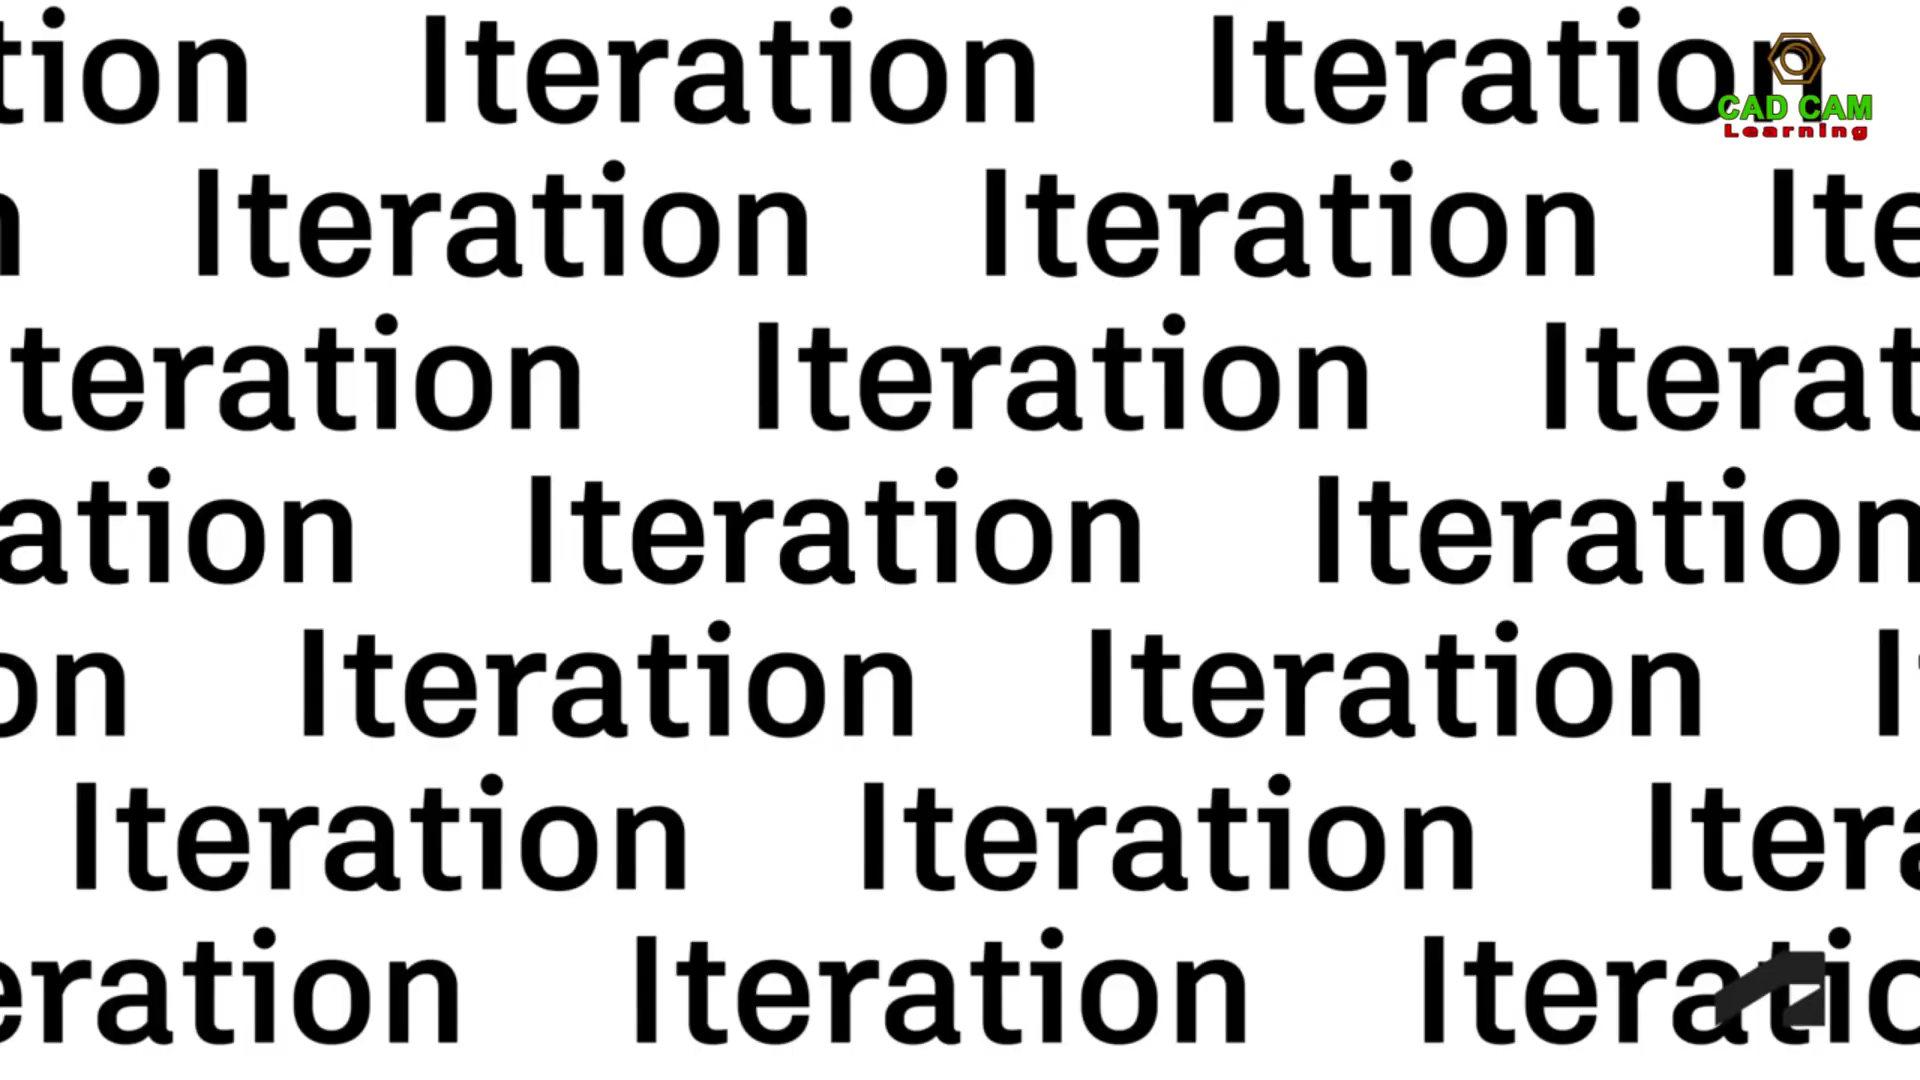 tion Iteration Iteration
CAD CAM
Learning
n Iteration Iteration Ite
teration Iteration Iterat
ation Iteration Iteration
on Iteration Iteration It
Iteration Iteration Itera
eration Iteration Iteratio